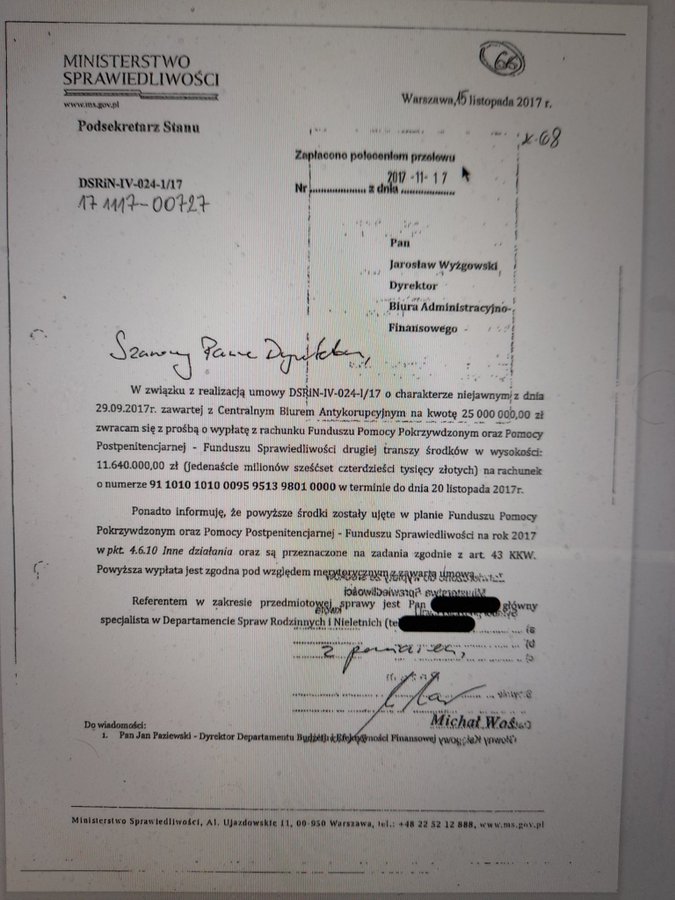 66
MINISTERSTWO
SPRAWIEDLIWOŚCI
www.ms.gov.pl
Warszawa, 15 listopada 2017 r.
Podsekretarz Stanu
x-68
Zapłacono poleceniem przelewu
2017 -11- 17
Nr .................. z dnia ..............
DSRiN-IV-024-1/17
171117-00727
Pan
Jarosław Wyżgowski
Dyrektor
Biura Administracyjno-
Finansowego
Szanowny Panie Dyrektorze,
W związku z realizacją umowy DSRiN-IV-024-I/17 o charakterze niejawnym z dnia
29.09.2017r. zawartej z Centralnym Biurem Antykorupcyjnym na kwotę 25 000 000,00 zł
zwracam się z prośbą o wypłatę z rachunku Funduszu Pomocy Pokrzywdzonym oraz Pomocy
Postpenitencjarnej - Funduszu Sprawiedliwości drugiej transzy środków w wysokości:
11.640.000,00 zł (jedenaście milionów sześćset czterdzieści tysięcy złotych) na rachunek
o numerze 91 1010 1010 0095 9513 9801 0000 w terminie do dnia 20 listopada 2017r.
Ponadto informuję, że powyższe środki zostały ujęte w planie Funduszu Pomocy
Pokrzywdzonym oraz Pomocy Postpenitencjarnej - Funduszu Sprawiedliwości na rok 2017
w pkt. 4.6.10 Inne działania oraz są przeznaczone na zadania zgodnie z art. 43 KKW.
Powyższa wypłata jest zgodna pod względem merytorycznym z zawartą umową.
Referentem w zakresie przedmiotowej sprawy jest Pan główny
specjalista w Departamencie Spraw Rodzinnych i Nieletnich (te
z poważaniem,
Michał Woś
Do wiadomości:
1. Pan Jan Paziewski - Dyrektor Departamentu Budżetu i Efektywności Finansowej
Ministerstwo Sprawiedliwości, Al. Ujazdowskie 11, 00-950 Warszawa, tel.: +48 22 52 12 888, www.ms.gov.pl